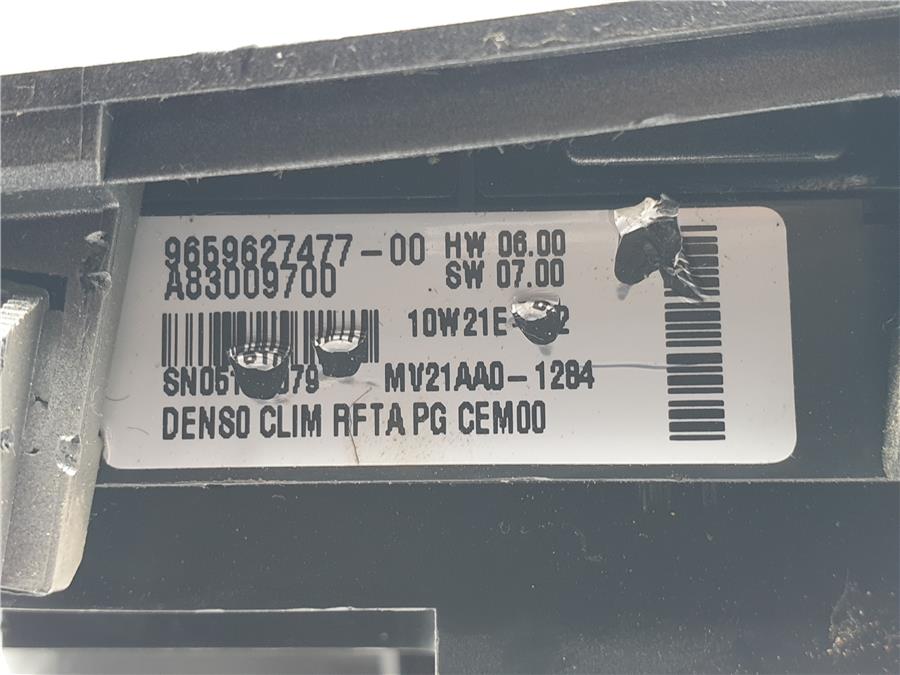 9659627477-00 HW 06.00
A83009700 SW 07.00
MV21AA0-1284
DENSO CLIM RFTA PG CEM00